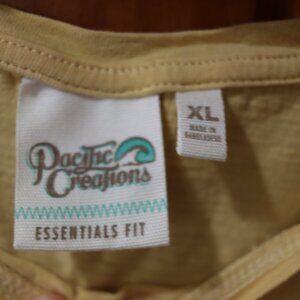 Pacific
Creations
ESSENTIALS FIT
XL
MADE IN
BANGLADESH